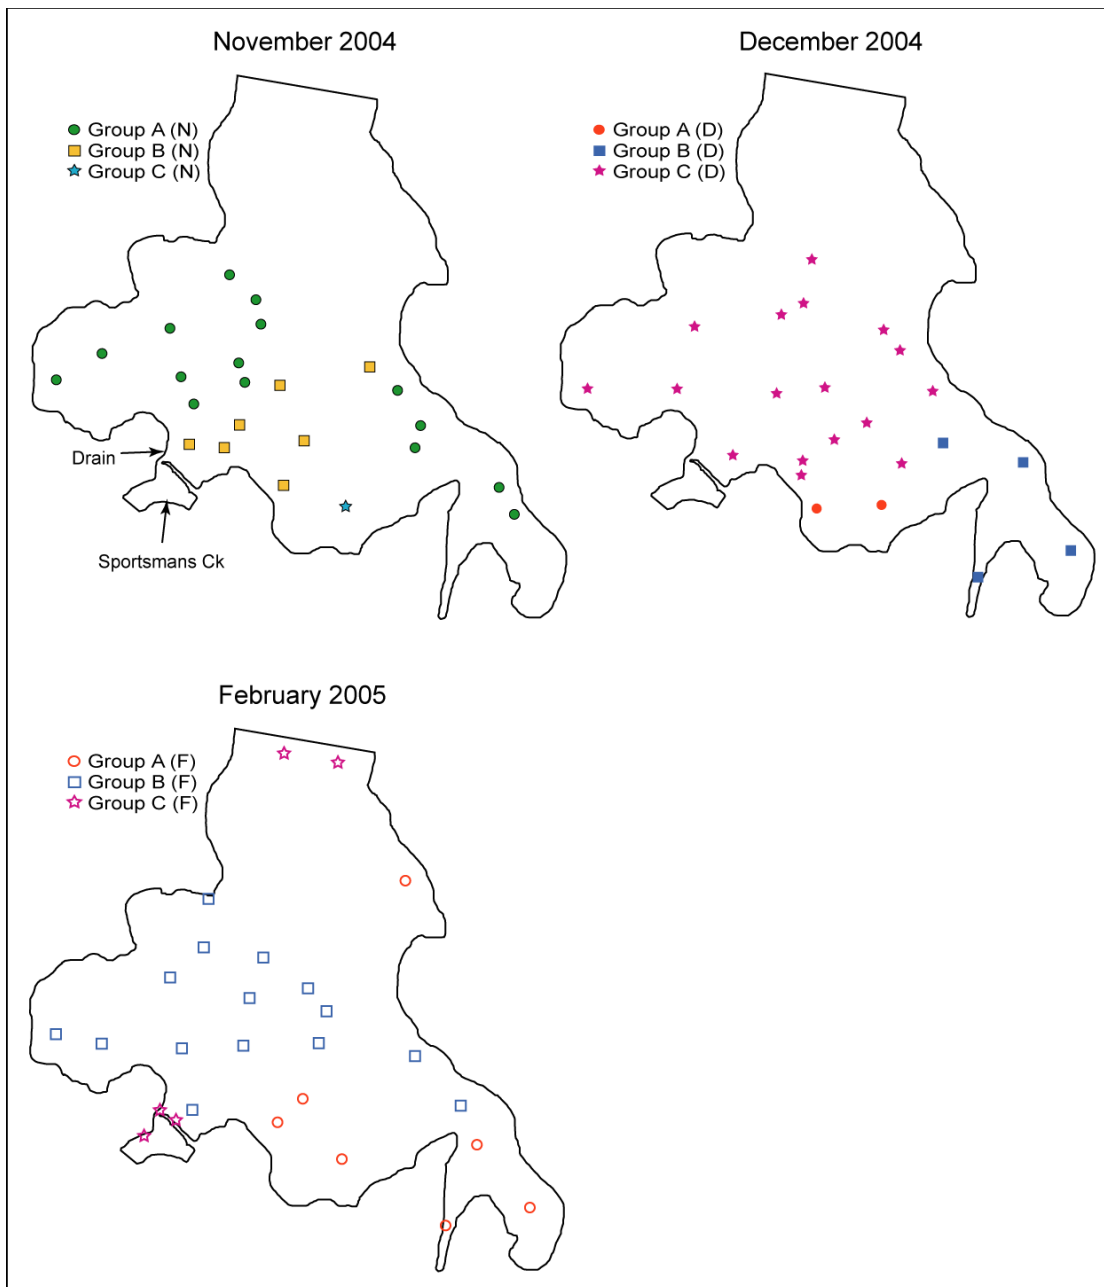 November 2004
Group A (N)
Group B (N)
Group C (N)
Drain
Sportsmans Ck
December 2004
Group A (D)
Group B (D)
Group C (D)
February 2005
Group A (F)
Group B (F)
Group C (F)